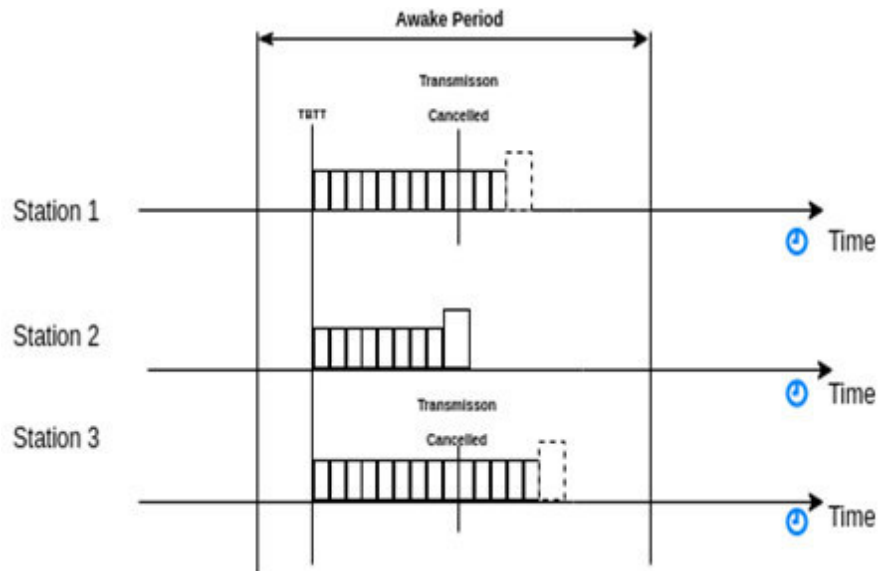 Awake Period
Transmisson
Cancelled
TBTT
Station 1
Time
Station 2
Time
Transmisson
Cancelled
Station 3
Time